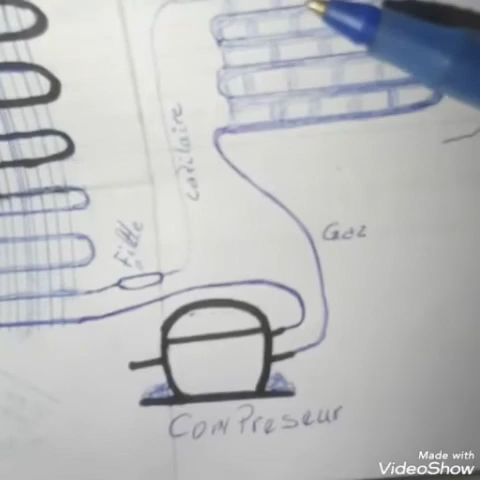 Capilaire
Gaz
Filtre
ComPreseur
Made with
VideoShow